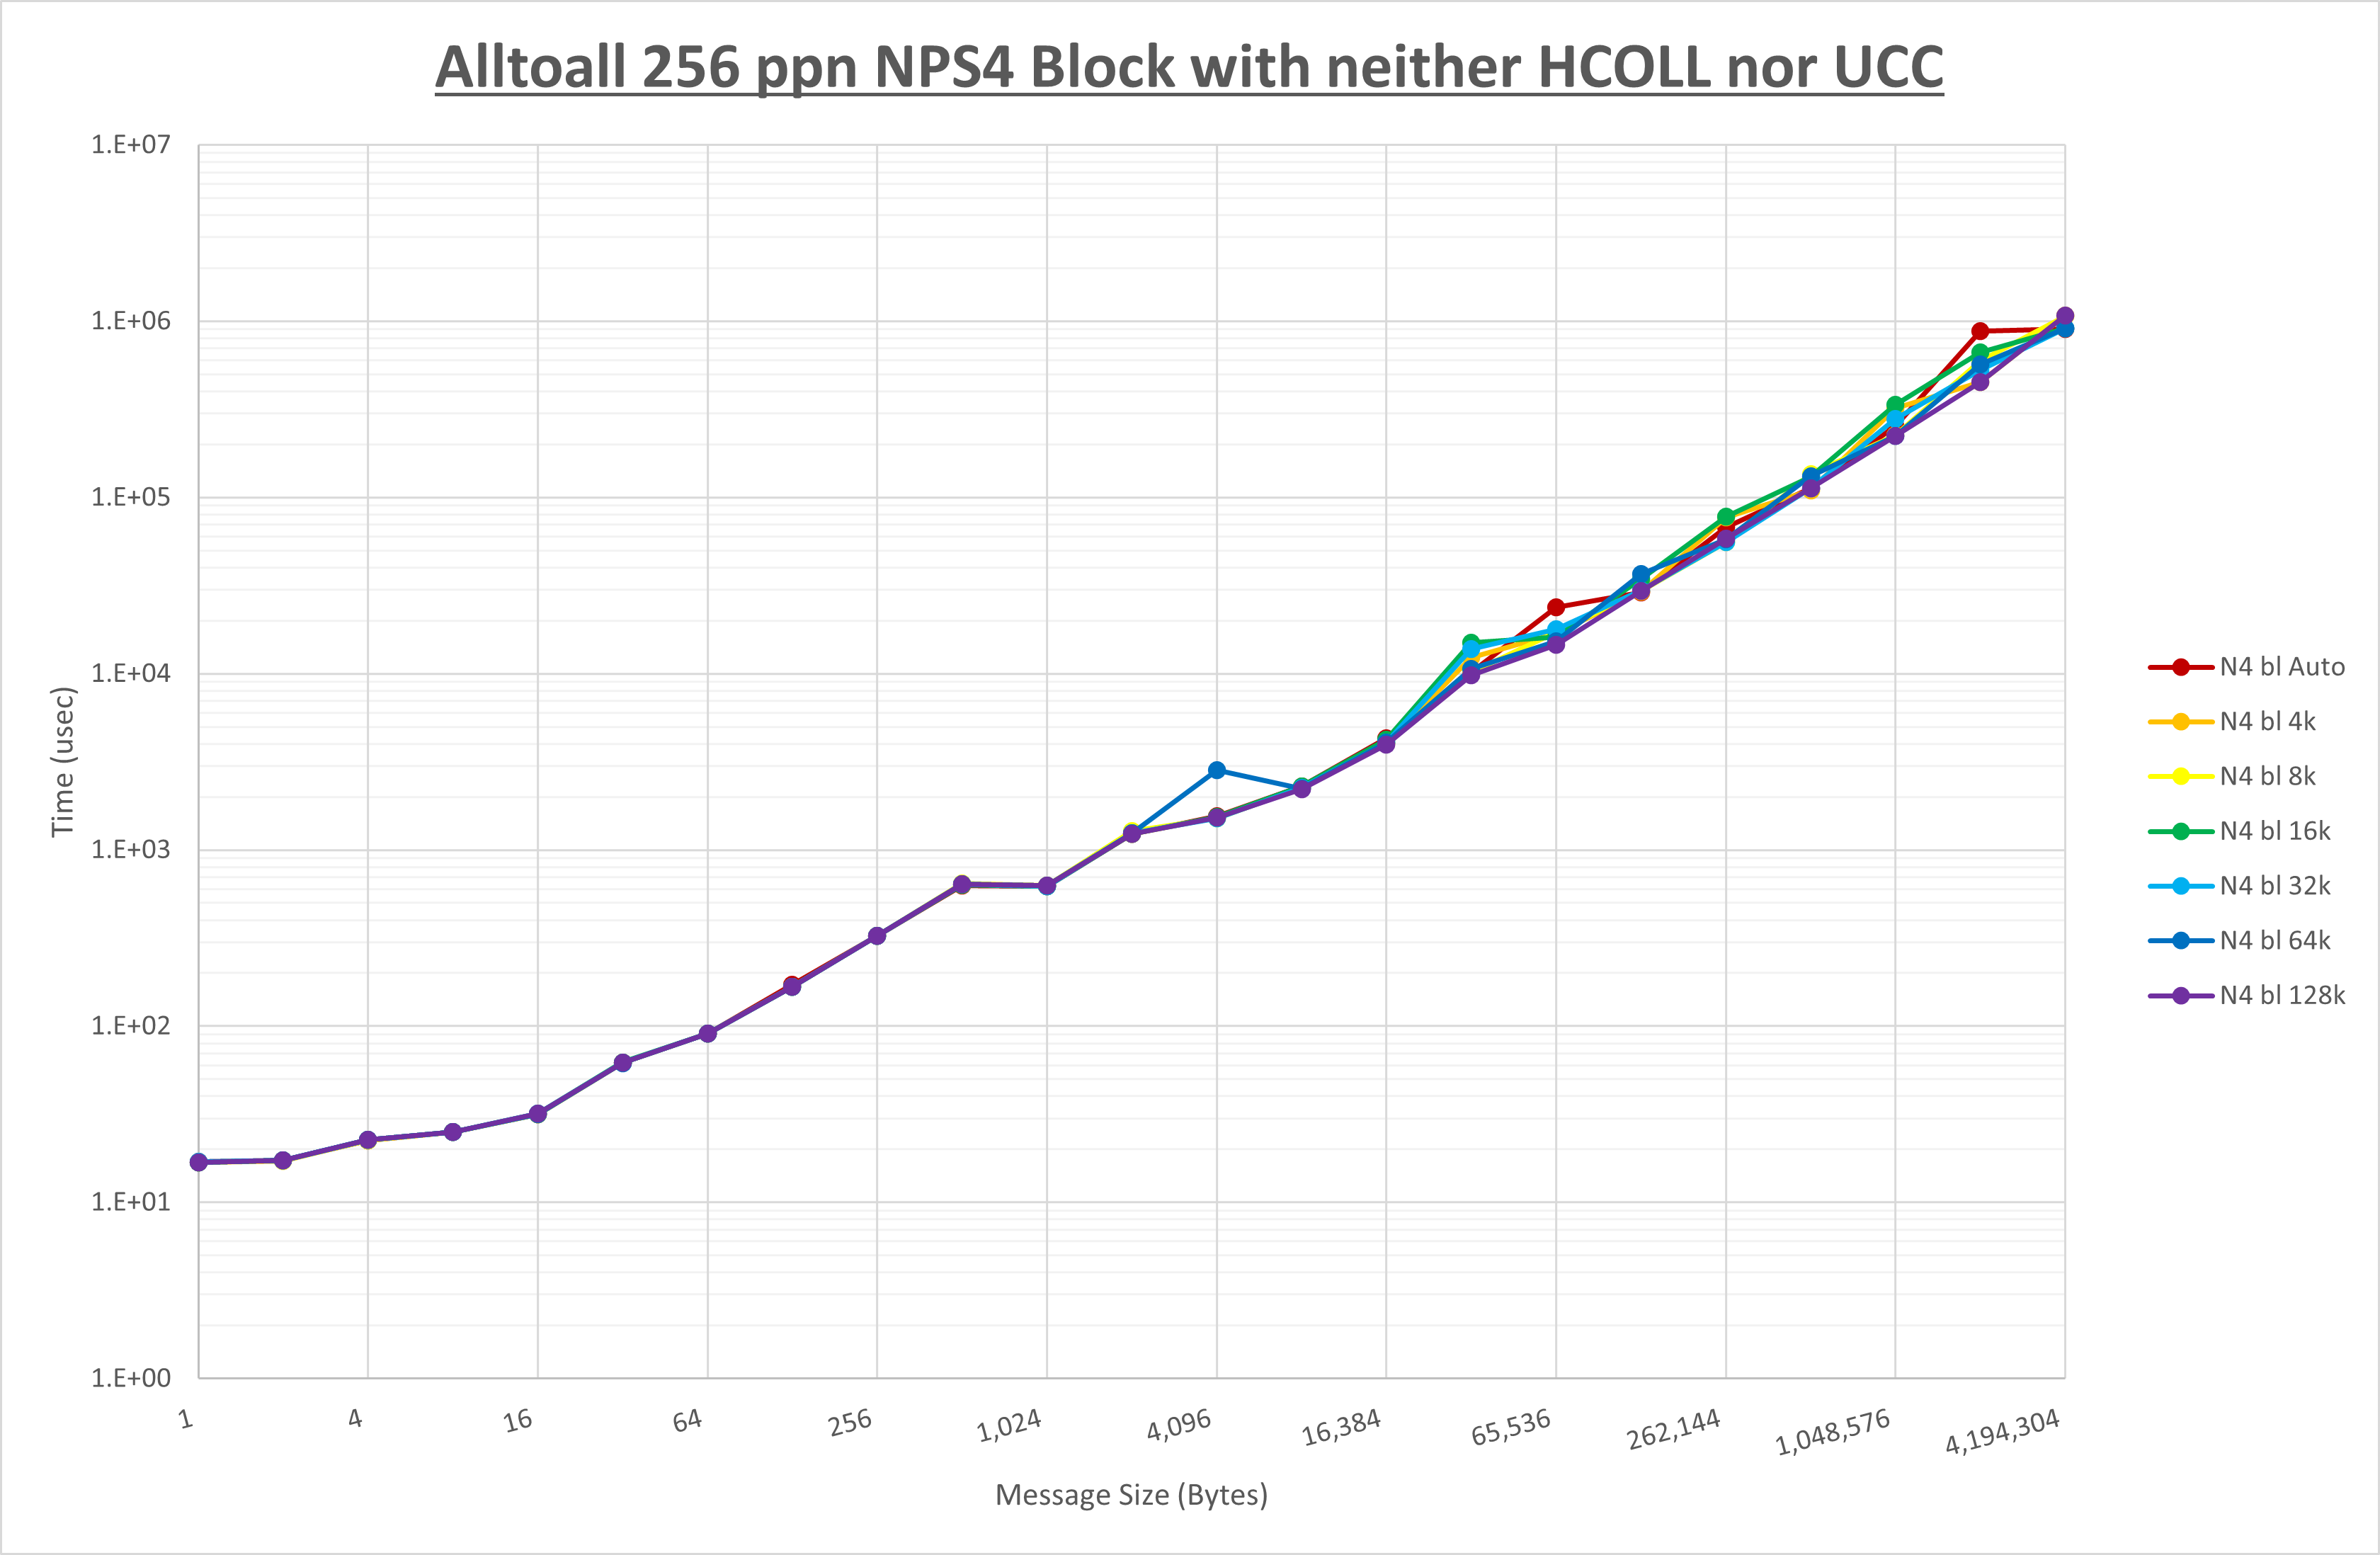 Alltoall 256 ppn NPS4 Block with neither HCOLL nor UCC
1.E+07
1.E+06
1.E+05
1.E+04
1.E+03
1.E+02
1.E+01
1.E+00
Time (usec)
1 4 16 64 256 1,024 4,096 16,384 65,536 262,144 1,048,576 4,194,304
Message Size (Bytes)
N4 bl Auto
N4 bl 4k
N4 bl 8k
N4 bl 16k
N4 bl 32k
N4 bl 64k
N4 bl 128k